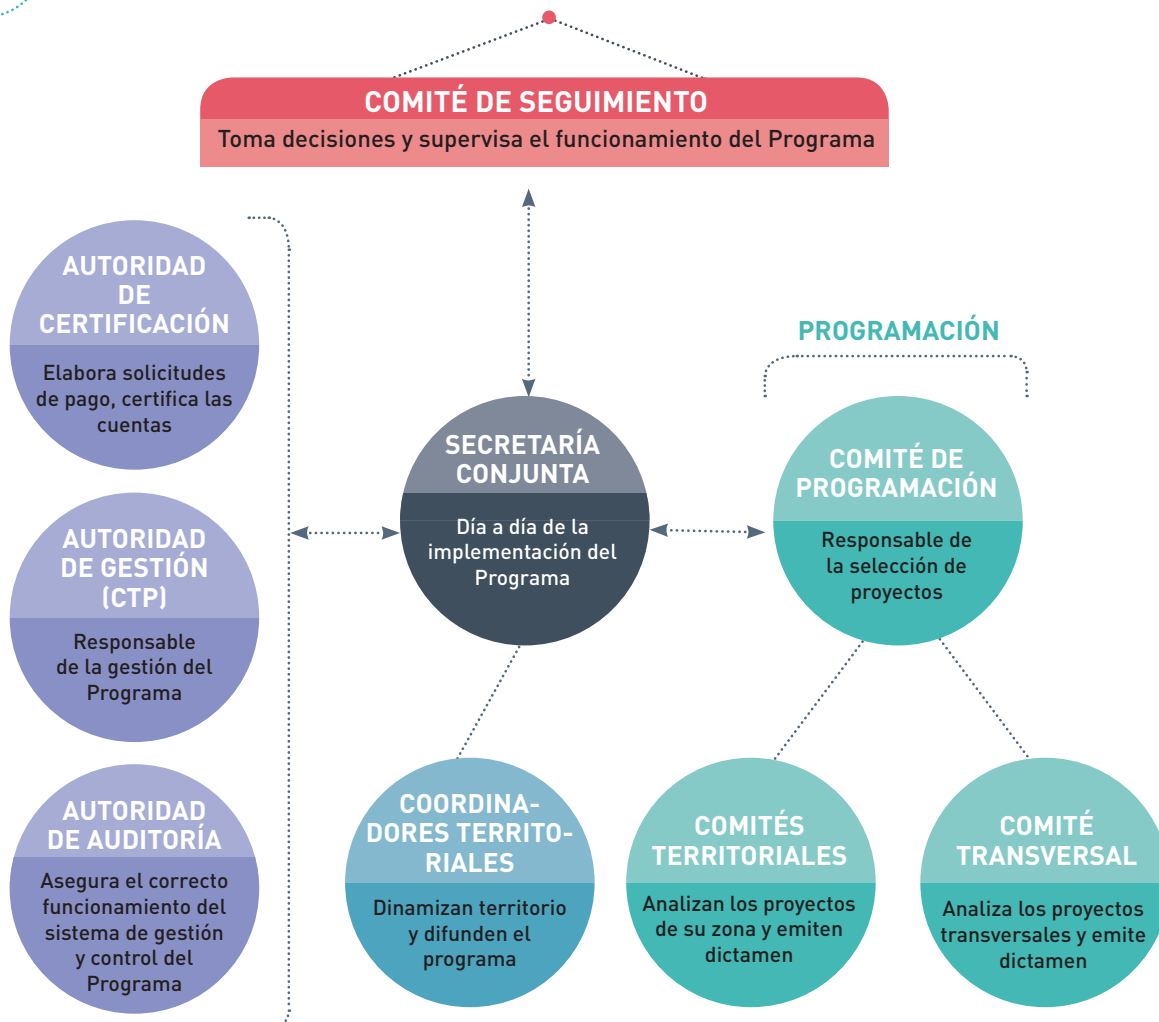 COMITÉ DE SEGUIMIENTO
Toma decisiones y supervisa el funcionamiento del Programa
AUTORIDAD
DE
CERTIFICACIÓN
Elabora solicitudes
de pago, certifica las
cuentas
AUTORIDAD
DE GESTIÓN
(CTP)
Responsable
de la gestión del
Programa
AUTORIDAD
DE AUDITORÍA
Asegura el correcto
funcionamiento del
sistema de gestión
y control del
Programa
SECRETARÍA
CONJUNTA
Día a día de la
implementación del
Programa
PROGRAMACIÓN
COMITÉ DE
PROGRAMACIÓN
Responsable de
la selección de
proyectos
COORDINA-
DORES TERRITO-
RIALES
Dinamizan territorio
y difunden el
programa
COMITÉS
TERRITORIALES
Analizan los proyectos
de su zona y emiten
dictamen
COMITÉ
TRANSVERSAL
Analiza los proyectos
transversales y emite
dictamen